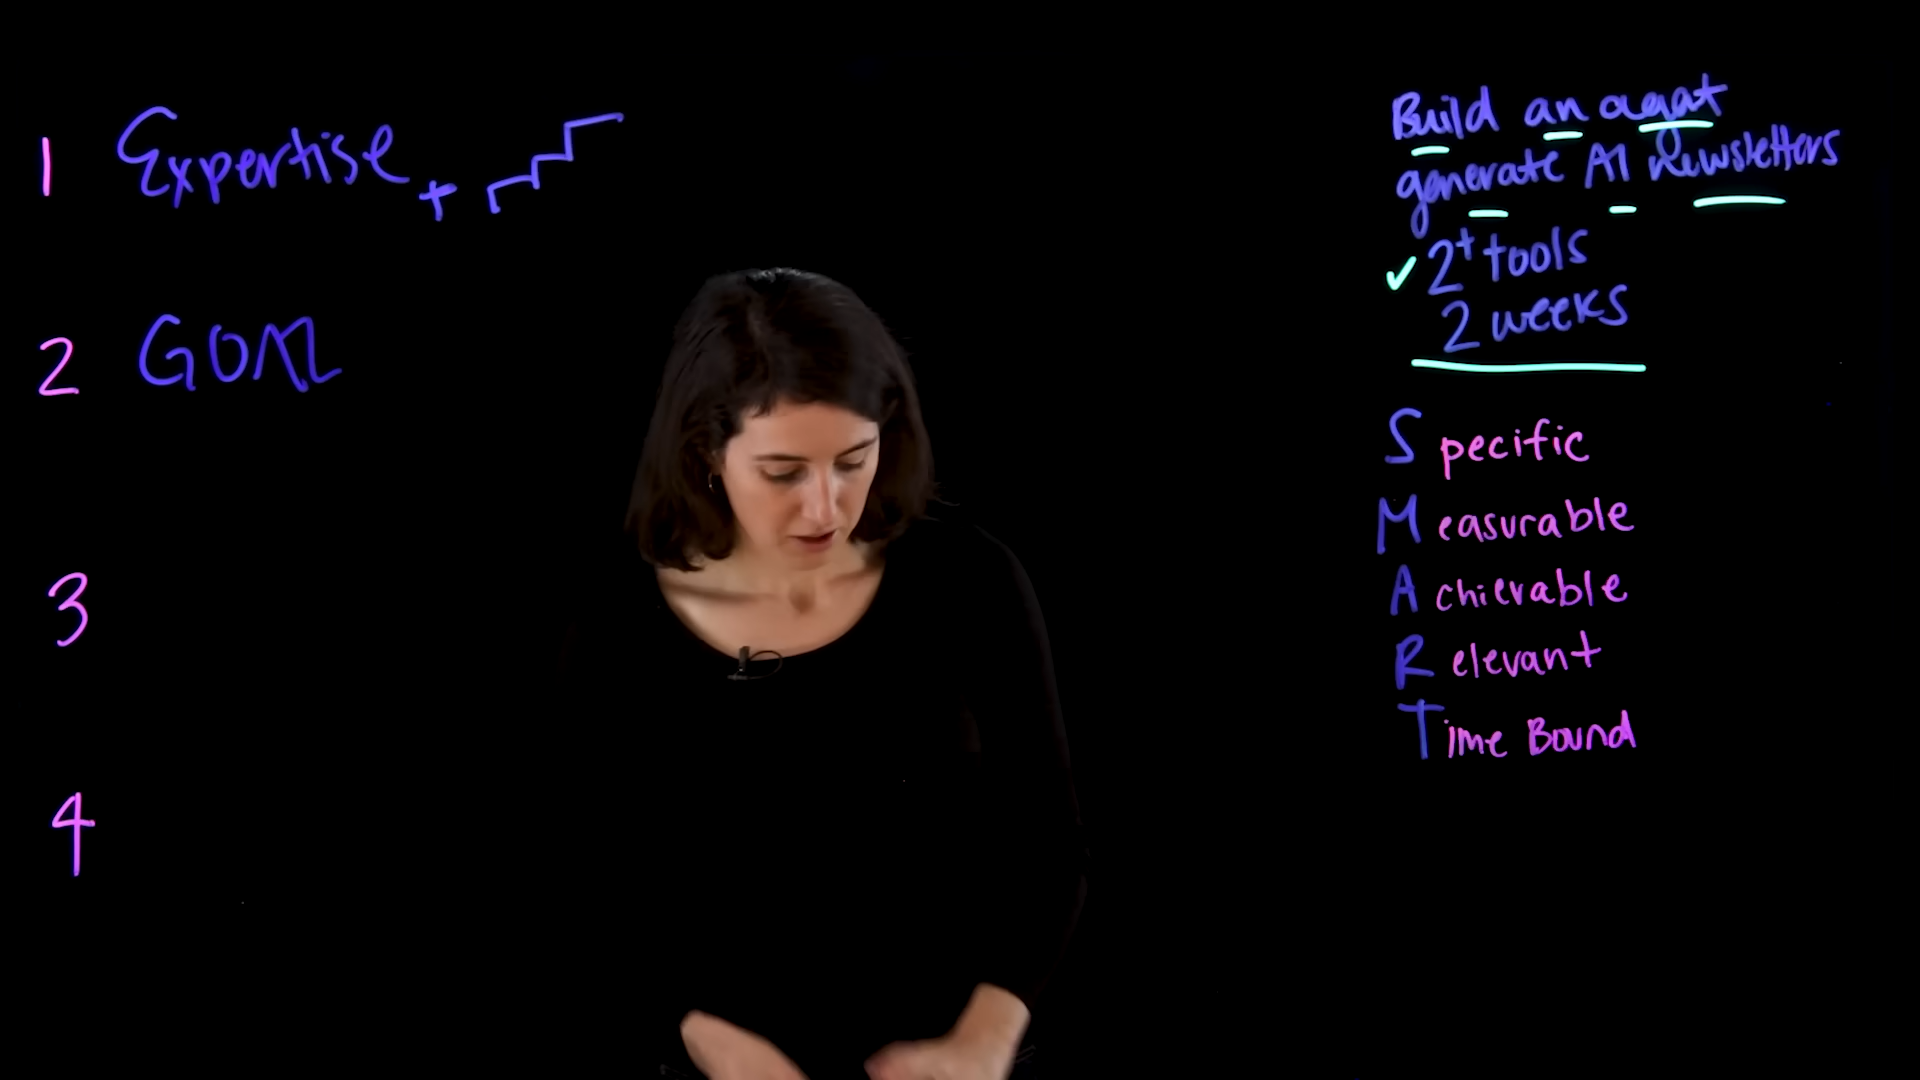 1 Expertise +
2 GOAL
3
4
Build an agent
generate AI newsletters
✓ 2+ tools
2 weeks
Specific
Measurable
Achievable
Relevant
Time Bound